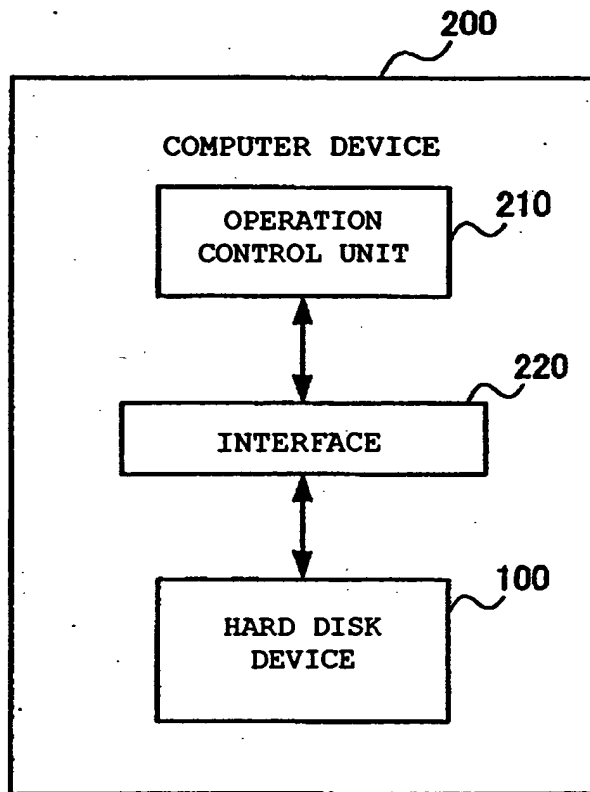 200
COMPUTER DEVICE
210
OPERATION
CONTROL UNIT
220
INTERFACE
100
HARD DISK
DEVICE